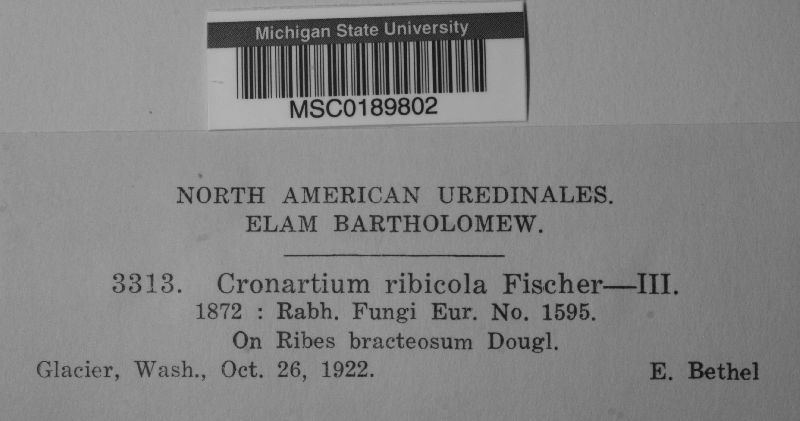 Michigan State University
MSC0189802
NORTH AMERICAN UREDINALES.
ELAM BARTHOLOMEW.
3313. Cronartium ribicola Fischer—III.
1872 : Rabh. Fungi Eur. No. 1595.
On Ribes bracteosum Dougl.
Glacier, Wash., Oct. 26, 1922. E. Bethel